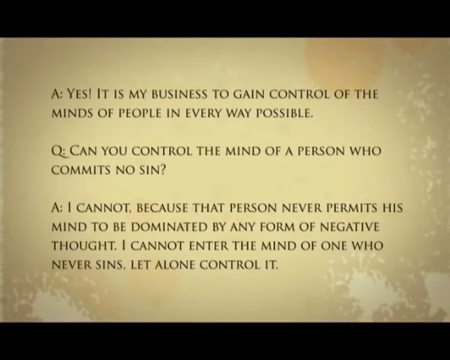 A: Yes! It is my business to gain control of the
minds of people in every way possible.
Q: Can you control the mind of a person who
commits no sin?
A: I cannot, because that person never permits his
mind to be dominated by any form of negative
thought. I cannot enter the mind of one who
never sins, let alone control it.